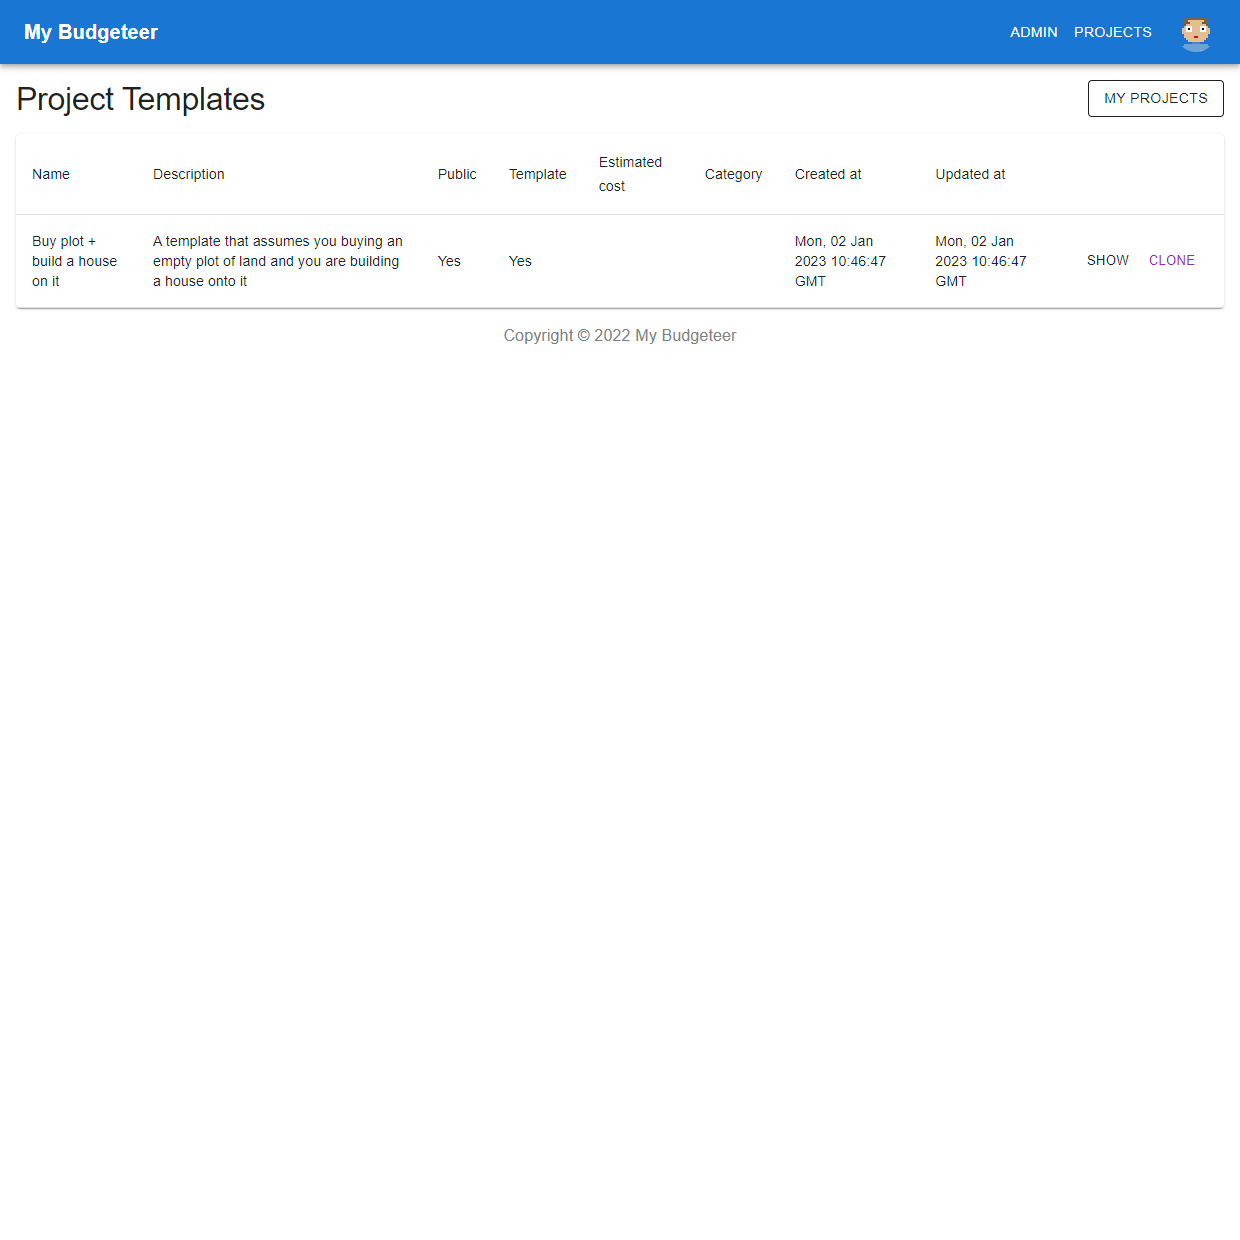 My Budgeteer
ADMIN PROJECTS
Project Templates
MY PROJECTS
Name Description Public Template Estimated cost Category Created at Updated at
Buy plot +
build a house
on it
A template that assumes you buying an
empty plot of land and you are building
a house onto it
Yes
Yes
Mon, 02 Jan
2023 10:46:47
GMT
Mon, 02 Jan
2023 10:46:47
GMT
SHOW CLONE
Copyright © 2022 My Budgeteer